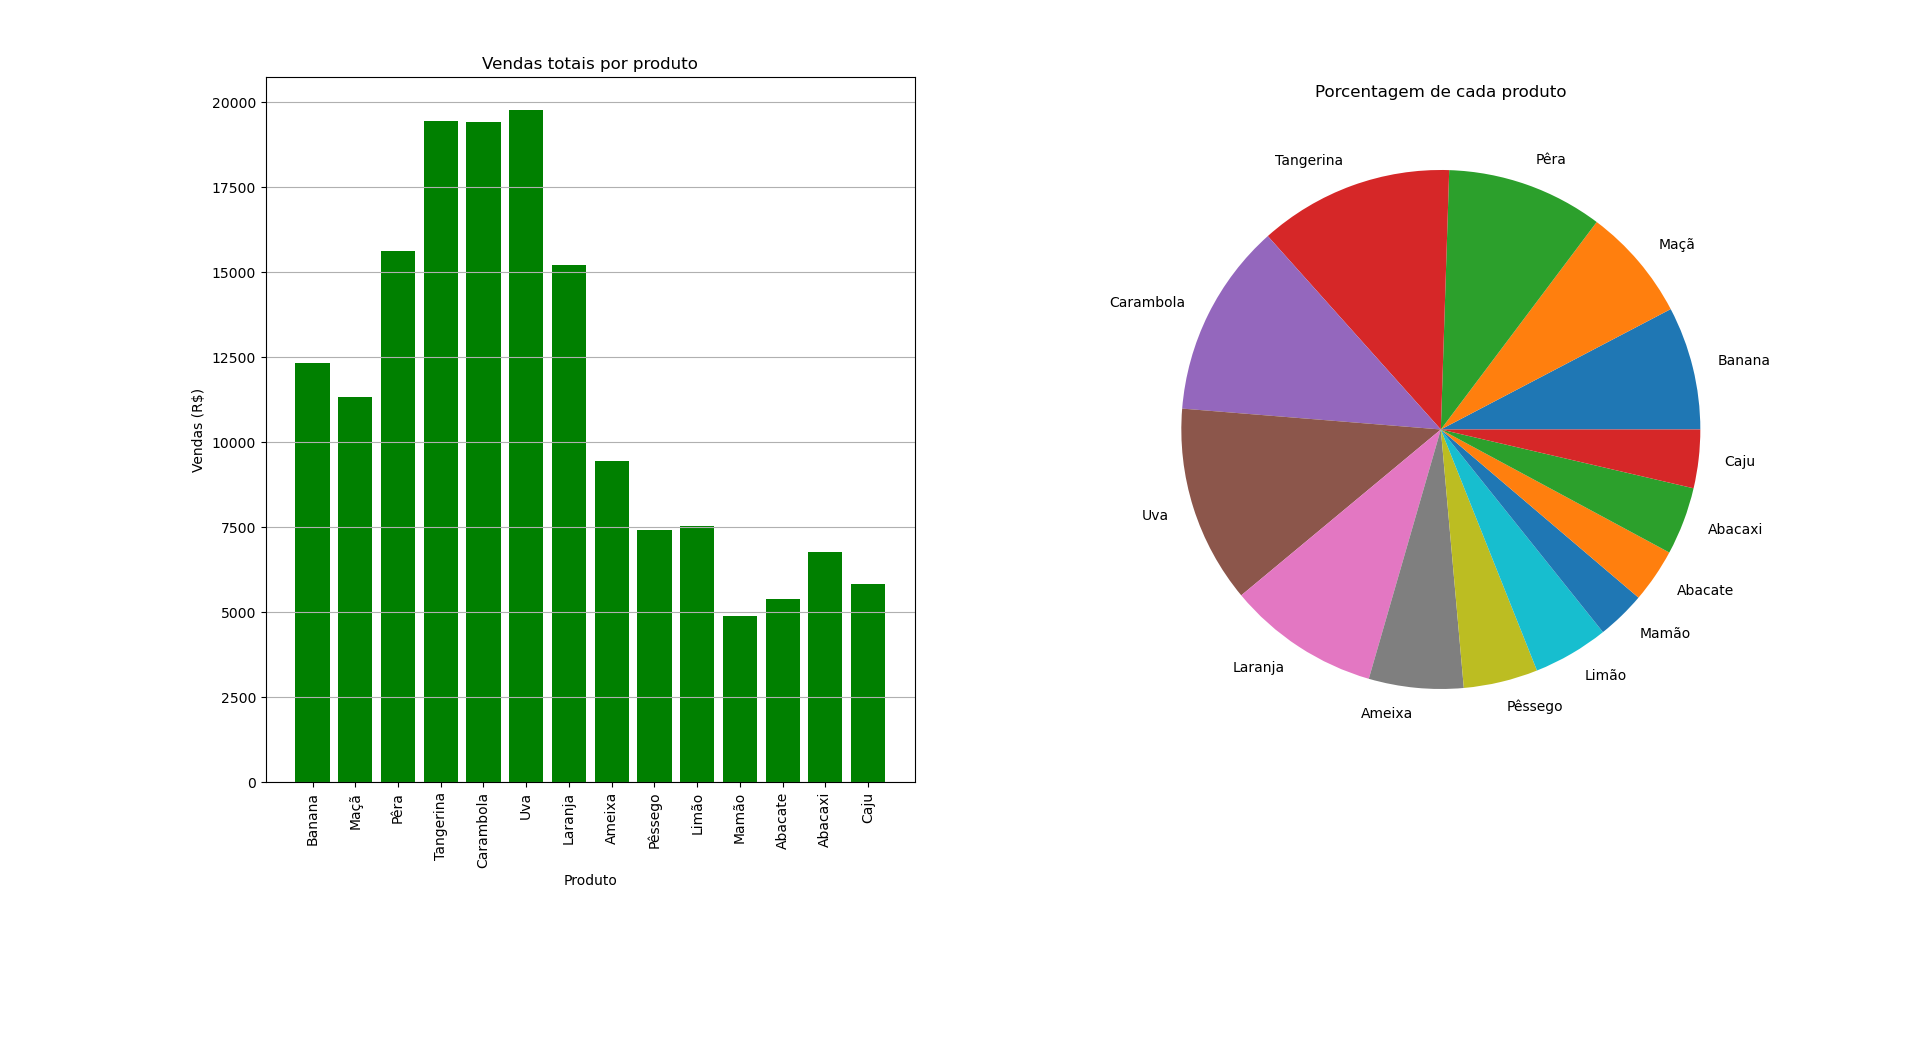 Vendas totais por produto
20000
17500
15000
12500
10000
7500
5000
2500
0
Vendas (R$)
Banana
Maçã
Pêra
Tangerina
Carambola
Uva
Laranja
Ameixa
Pêssego
Limão
Mamão
Abacate
Abacaxi
Caju
Produto
Porcentagem de cada produto
Tangerina
Pêra
Maçã
Carambola
Banana
Caju
Uva
Abacaxi
Abacate
Mamão
Laranja
Limão
Pêssego
Ameixa